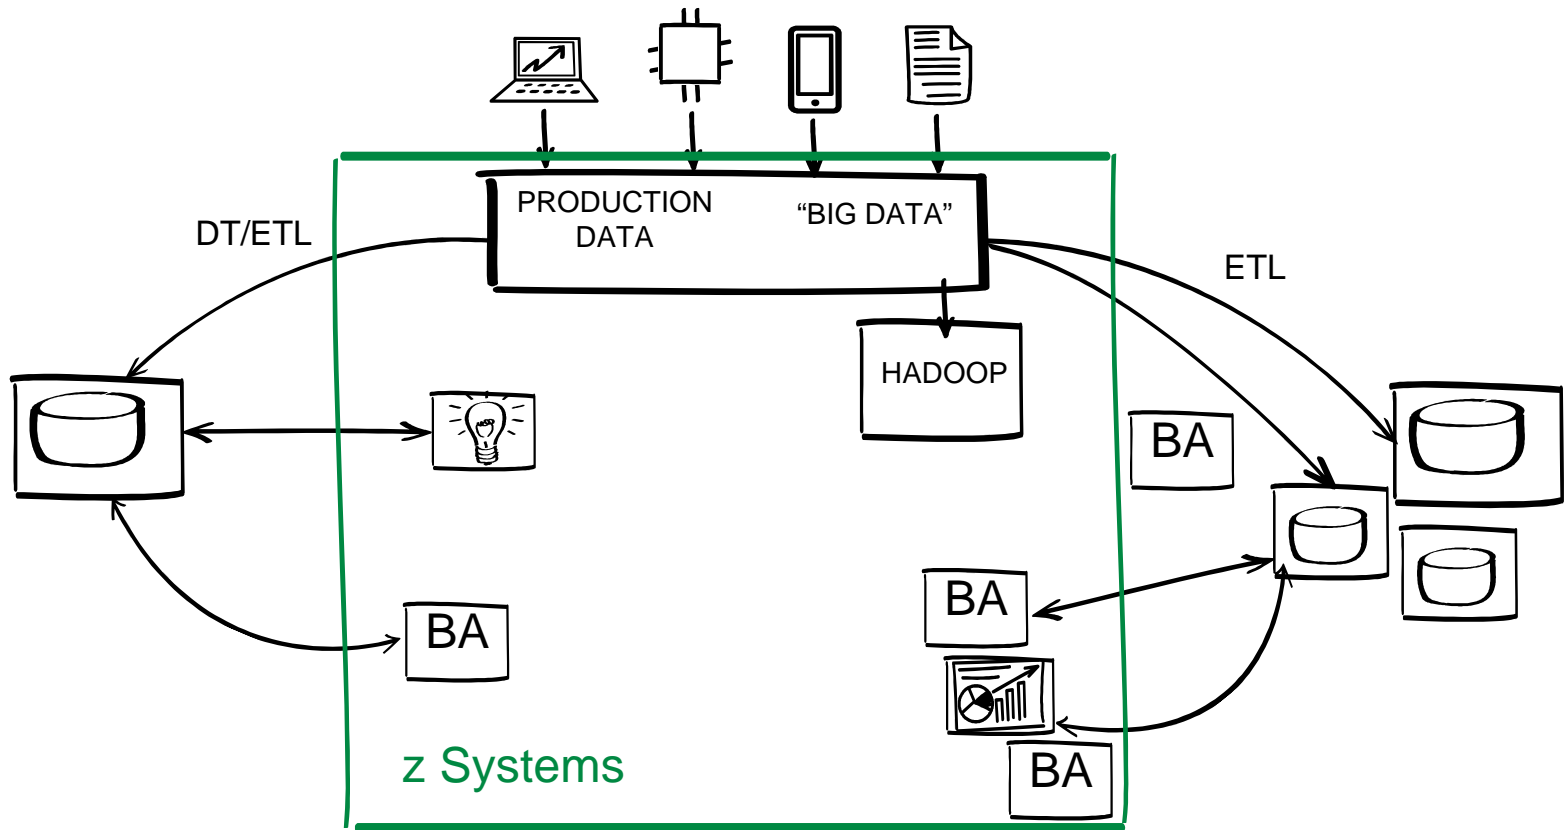 PRODUCTION
DATA
“BIG DATA”
DT/ETL
ETL
HADOOP
BA
BA
BA
BA
z Systems